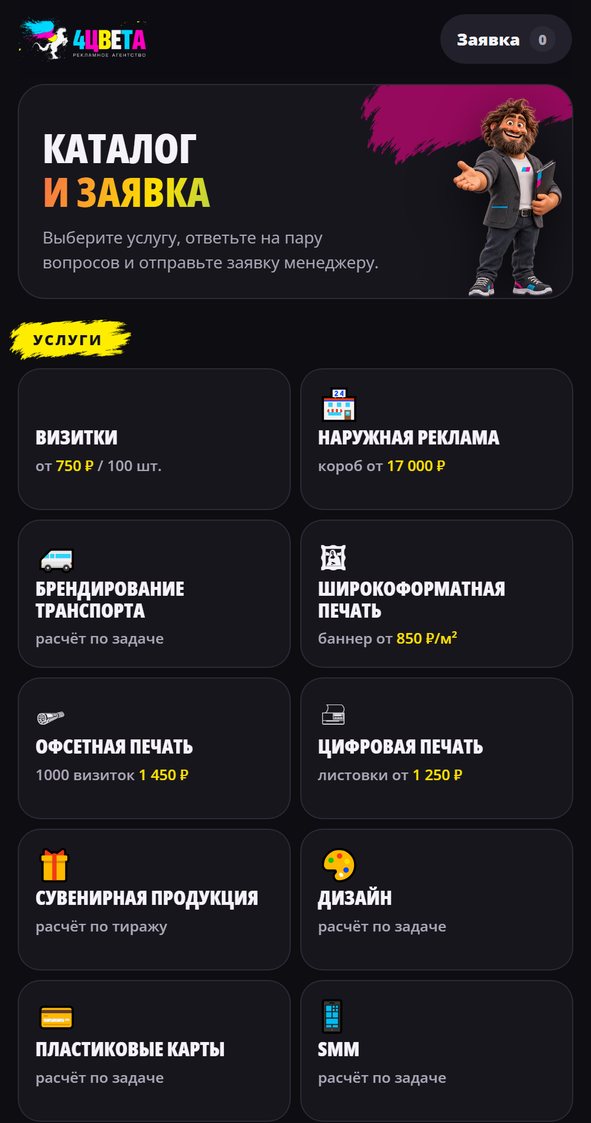 4ЦВЕТА
РЕКЛАМНОЕ АГЕНТСТВО
Заявка 0
КАТАЛОГ
И ЗАЯВКА
Выберите услугу, ответьте на пару
вопросов и отправьте заявку менеджеру.
УСЛУГИ
ВИЗИТКИ
от 750 ₽ / 100 шт.
24
НАРУЖНАЯ РЕКЛАМА
короб от 17 000 ₽
БРЕНДИРОВАНИЕ
ТРАНСПОРТА
расчёт по задаче
ШИРОКОФОРМАТНАЯ
ПЕЧАТЬ
баннер от 850 ₽/м²
ОФСЕТНАЯ ПЕЧАТЬ
1000 визиток 1 450 ₽
ЦИФРОВАЯ ПЕЧАТЬ
листовки от 1 250 ₽
СУВЕНИРНАЯ ПРОДУКЦИЯ
расчёт по тиражу
ДИЗАЙН
расчёт по задаче
ПЛАСТИКОВЫЕ КАРТЫ
расчёт по задаче
SMM
расчёт по задаче